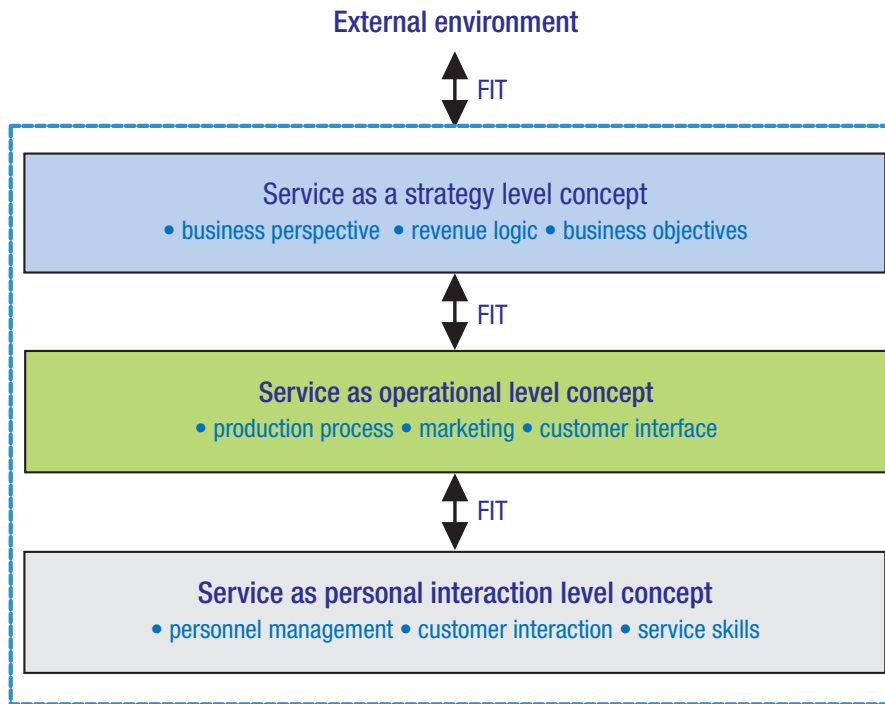 External environment
FIT
Service as a strategy level concept
• business perspective • revenue logic • business objectives
FIT
Service as operational level concept
• production process • marketing • customer interface
FIT
Service as personal interaction level concept
• personnel management • customer interaction • service skills